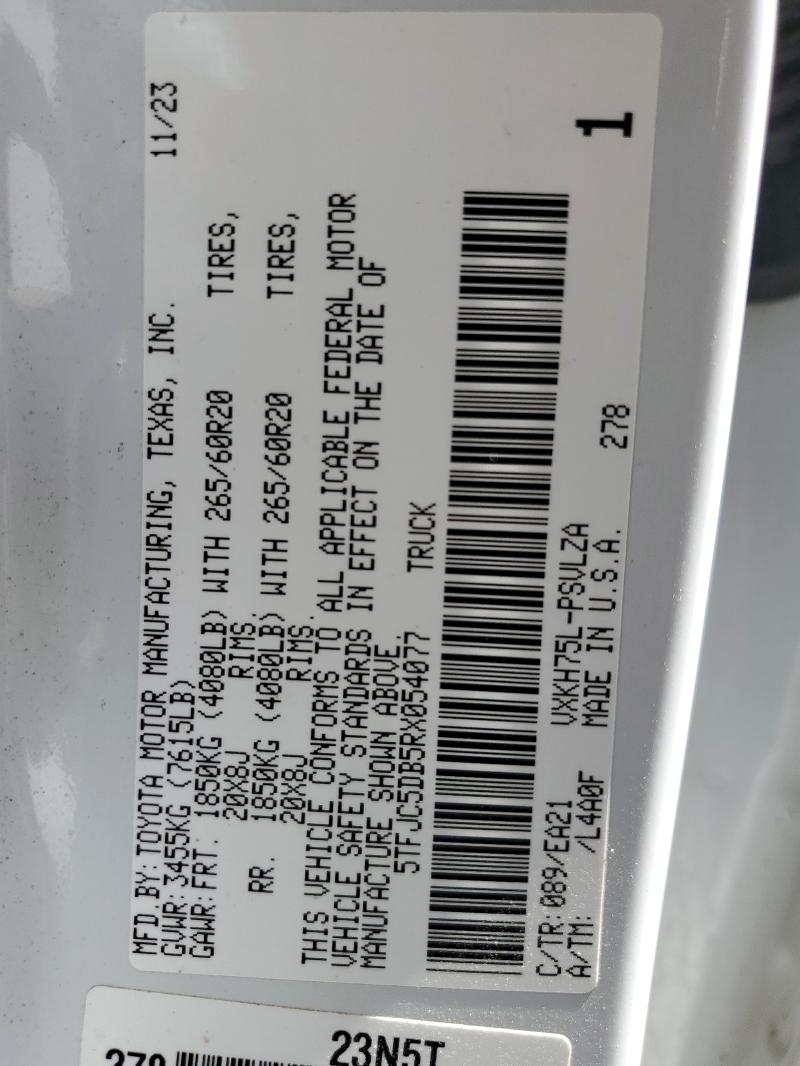 MFD.BY: TOYOTA MOTOR MANUFACTURING, TEXAS, INC. 11/23
GVWR: 3455KG (7615LB)
GAWR: FRT. 1850KG (4080LB) WITH 265/60R20 TIRES,
20X8J RIMS,
RR. 1850KG (4080LB) WITH 265/60R20 TIRES,
20X8J RIMS.
THIS VEHICLE CONFORMS TO ALL APPLICABLE FEDERAL MOTOR
VEHICLE SAFETY STANDARDS IN EFFECT ON THE DATE OF
MANUFACTURE SHOWN ABOVE.
5TFJC5DB5RX054077 TRUCK
C/TR: 089/EA21 VXKH75L-PSVLZA 278
A/TM: /L4A0F MADE IN U.S.A.
1
23N5T